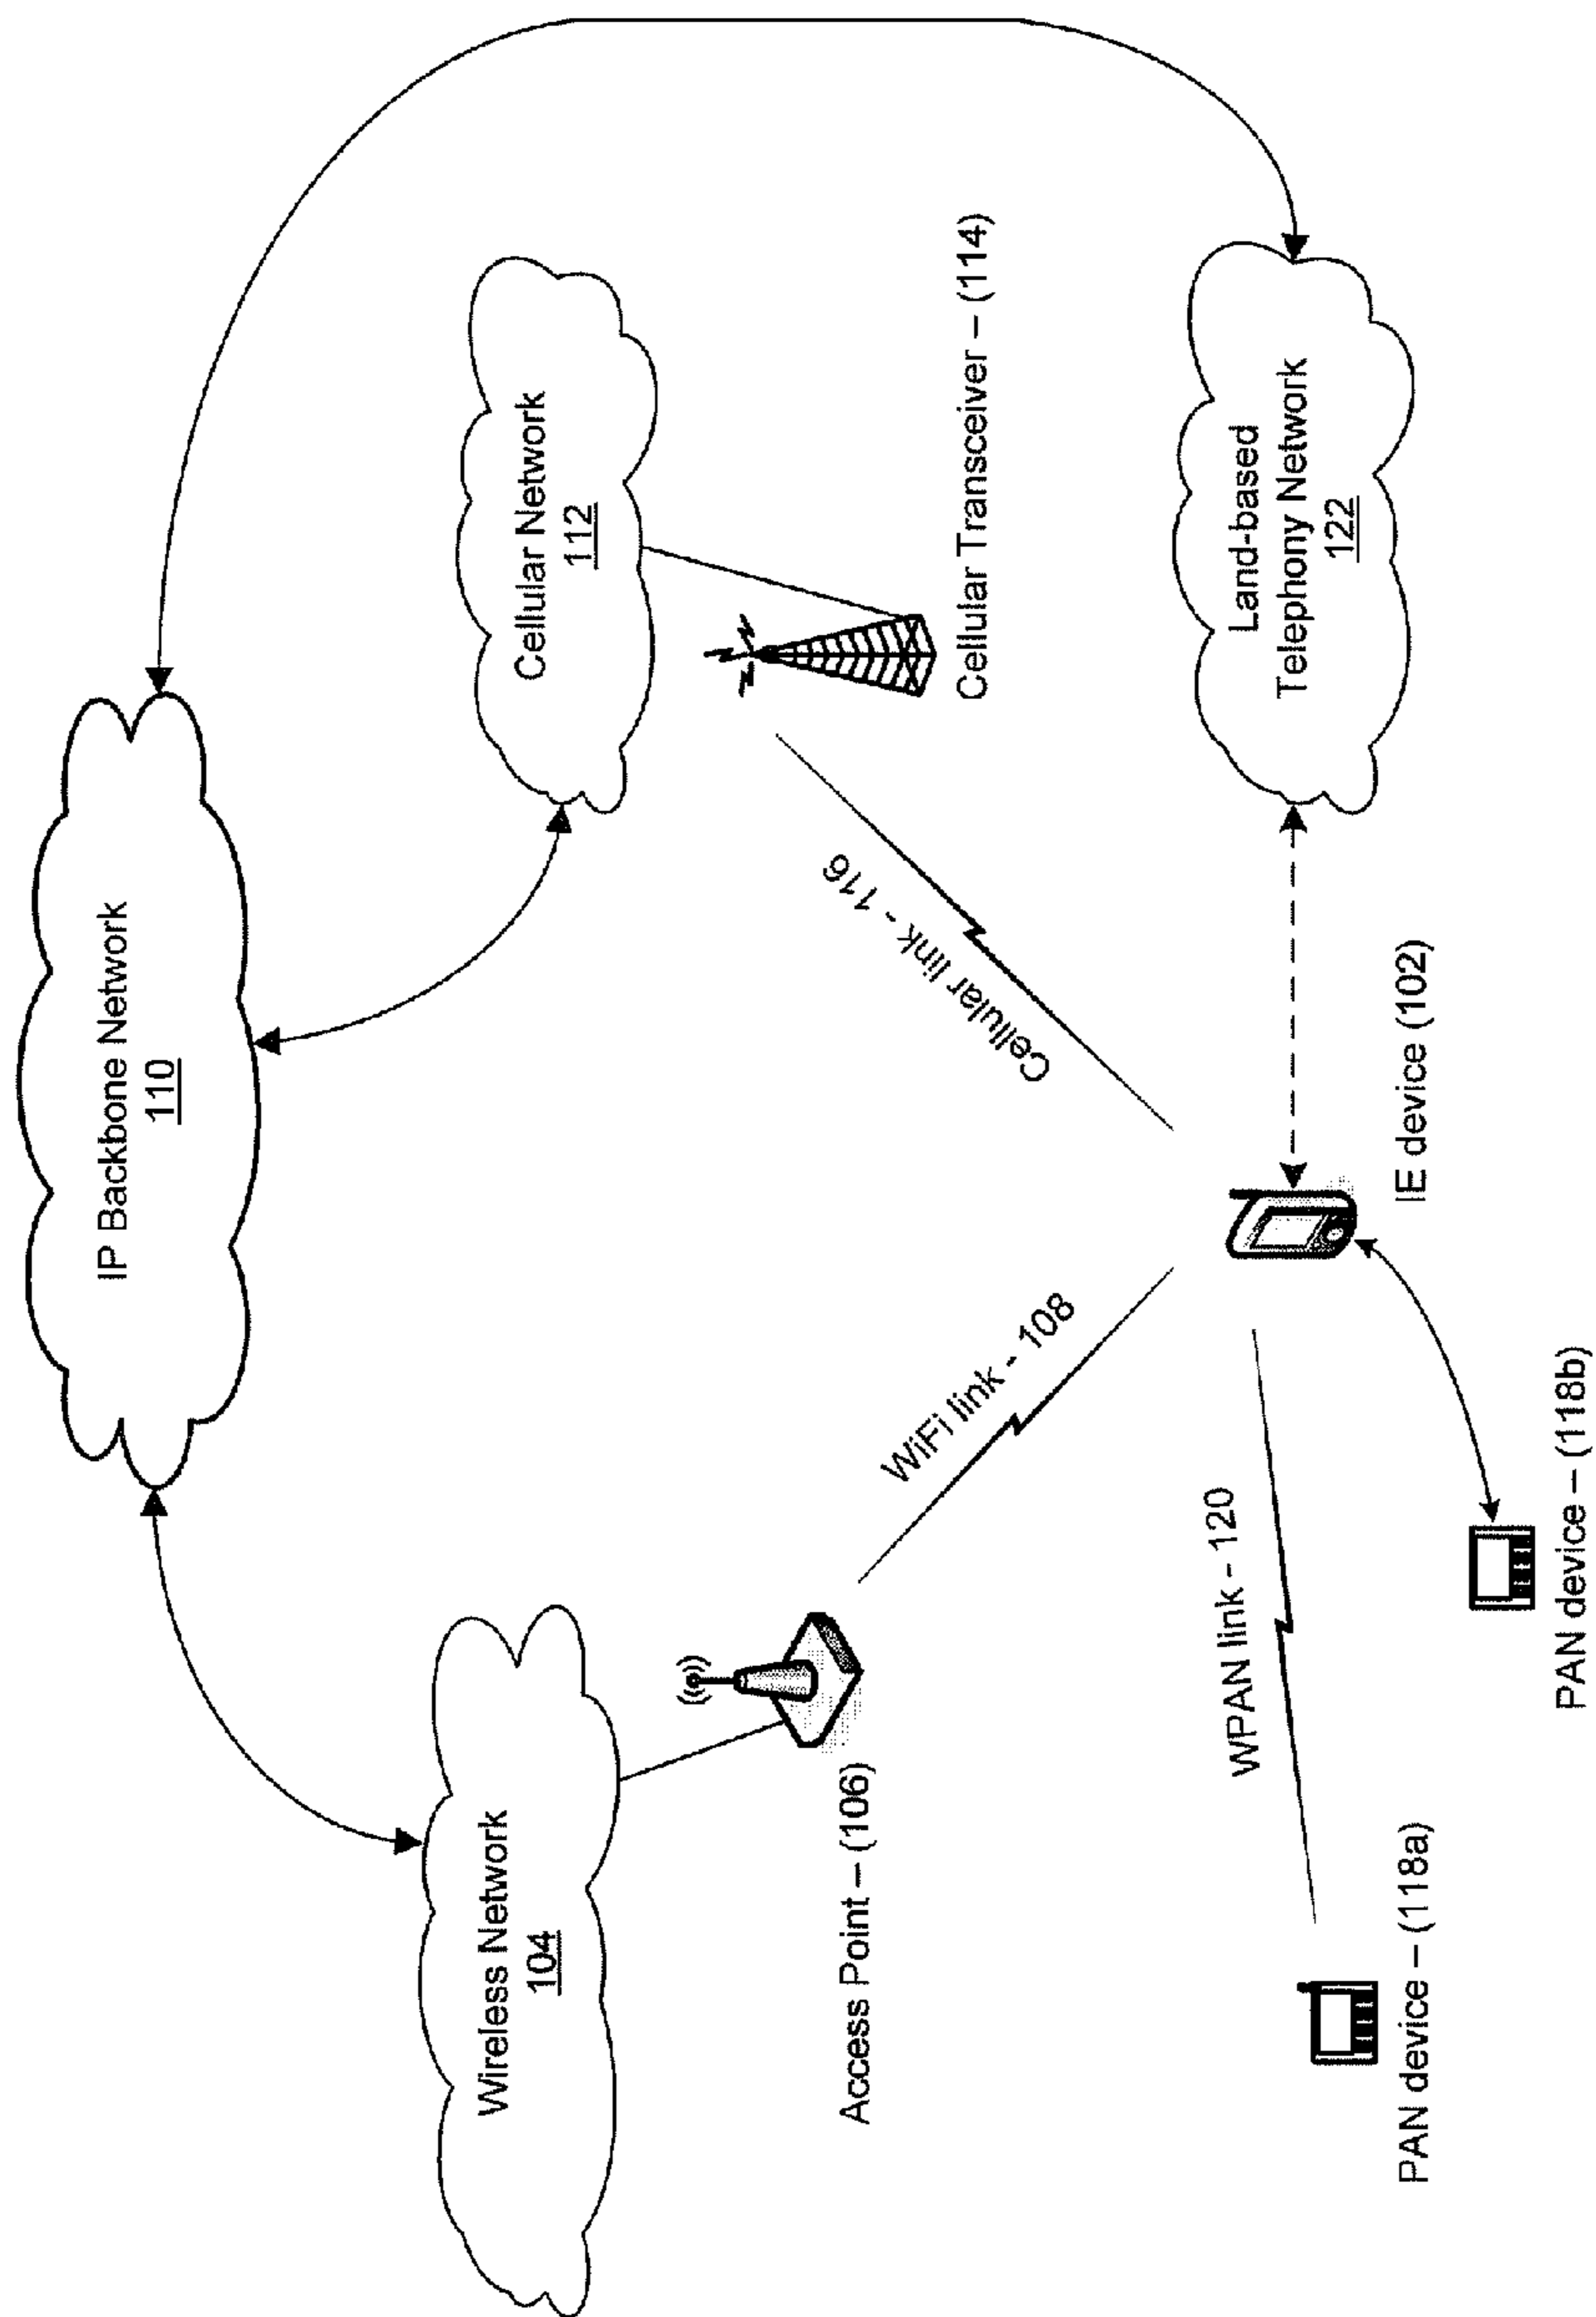 IP Backbone Network
110
Wireless Network
104
Cellular Network
112
Access Point – (106)
Cellular Transceiver – (114)
WiFi link - 108
Cellular link - 116
WPAN link - 120
Land-based
Telephony Network
122
PAN device – (118a)
IE device (102)
PAN device – (118b)